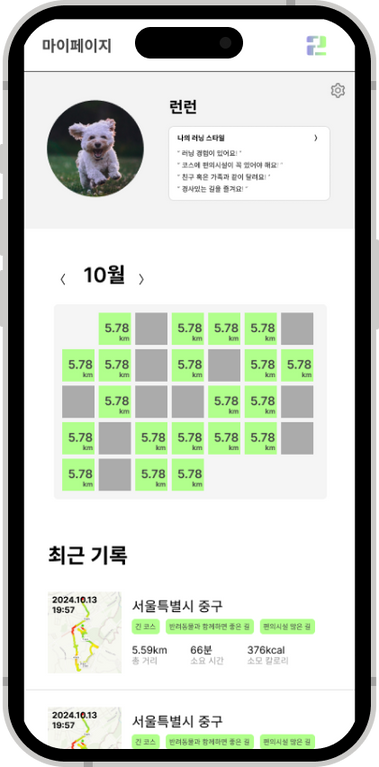 마이페이지
런런
나의 러닝 스타일 〉
" 러닝 경험이 있어요! "
" 코스에 편의시설이 꼭 있어야 해요! "
" 친구 혹은 가족과 같이 달려요! "
" 경사있는 길을 즐겨요! "
〈 10월 〉
5.78 5.78 5.78 5.78
km km km km
5.78 5.78 5.78 5.78 5.78
km km km km km
5.78 5.78 5.78
km km km
5.78 5.78 5.78 5.78 5.78
km km km km km
5.78 5.78 5.78
km km km
최근 기록
2024.10.13
19:57
서울특별시 중구
긴 코스 반려동물과 함께하면 좋은 길 편의시설 많은 길
5.59km 66분 376kcal
총 거리 소요 시간 소모 칼로리
2024.10.13
19:57
서울특별시 중구
긴 코스 반려동물과 함께하면 좋은 길 편의시설 많은 길